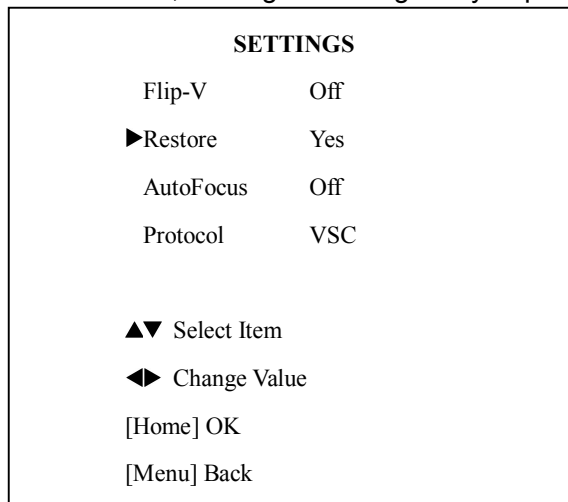 SETTINGS
Flip-V Off
▶Restore Yes
AutoFocus Off
Protocol VSC
▲▼ Select Item
◀▶ Change Value
[Home] OK
[Menu] Back